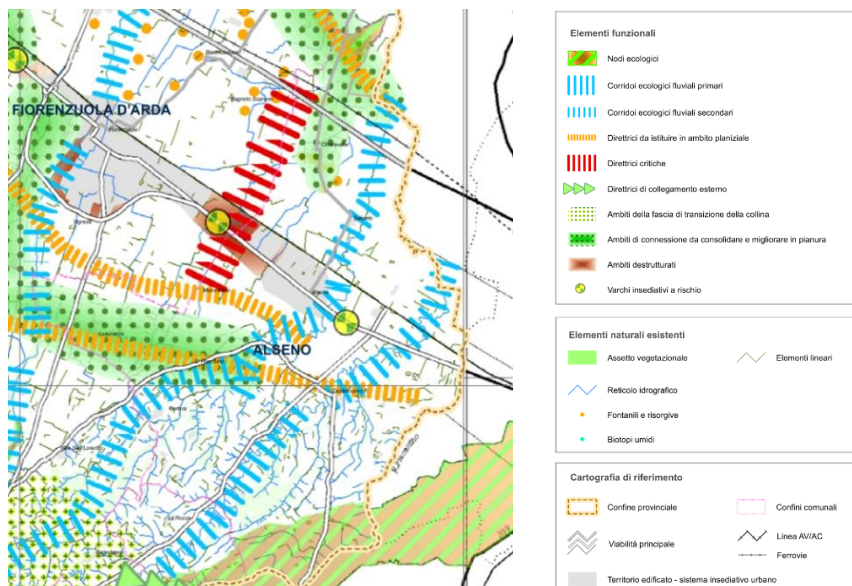 FIORENZUOLA D'ARDA
ALSENO
Elementi funzionali
Nodi ecologici
Corridoi ecologici fluviali primari
Corridoi ecologici fluviali secondari
Direttrici da istituire in ambito planiziale
Direttrici critiche
Direttrici di collegamento esterno
Ambiti della fascia di transizione della collina
Ambiti di connessione da consolidare e migliorare in pianura
Ambiti destrutturati
Varchi insediativi a rischio
Elementi naturali esistenti
Assetto vegetazionale
Elementi lineari
Reticolo idrografico
Fontanili e risorgive
Biotopi umidi
Cartografia di riferimento
Confine provinciale
Confini comunali
Viabilità principale
Linea AV/AC
Ferrovie
Territorio edificato - sistema insediativo urbano